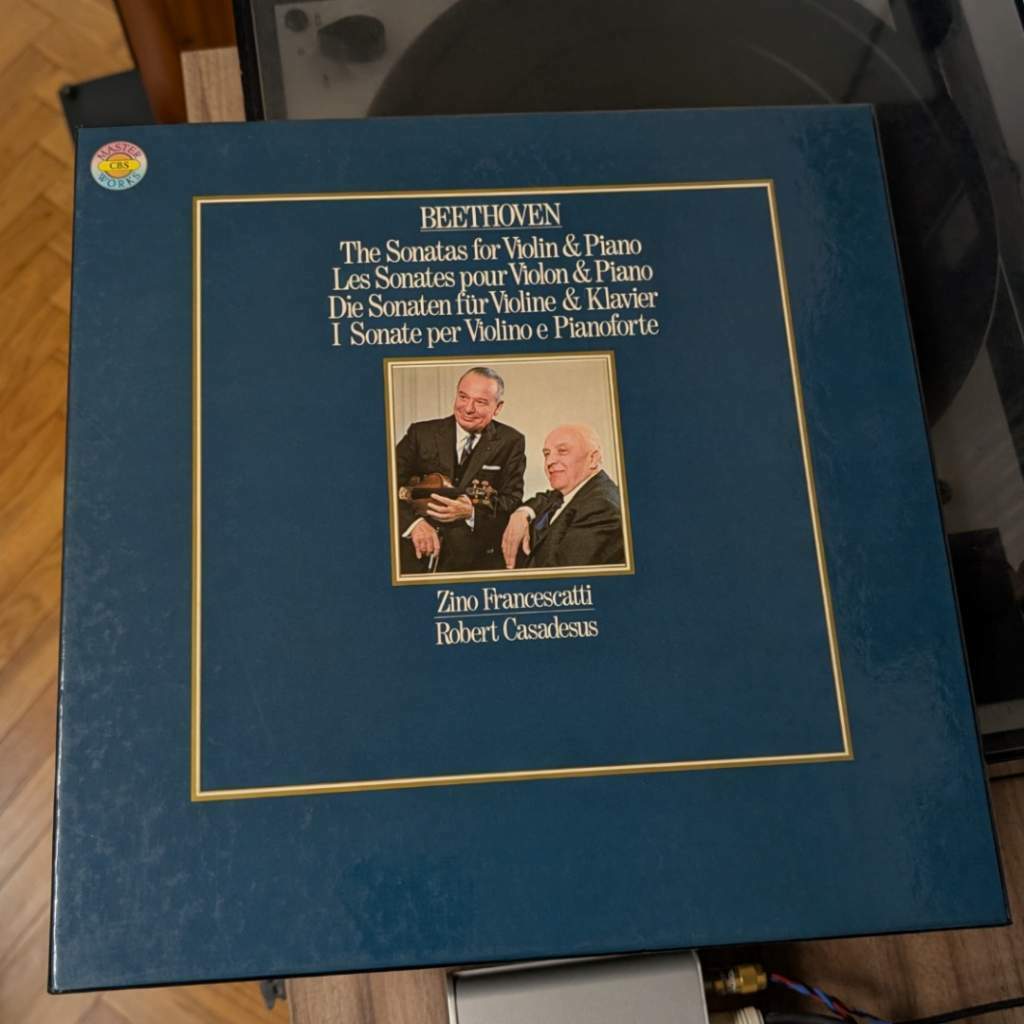 MASTER
CBS
WORKS
BEETHOVEN
The Sonatas for Violin & Piano
Les Sonates pour Violon & Piano
Die Sonaten für Violine & Klavier
I Sonate per Violino e Pianoforte
Zino Francescatti
Robert Casadesus